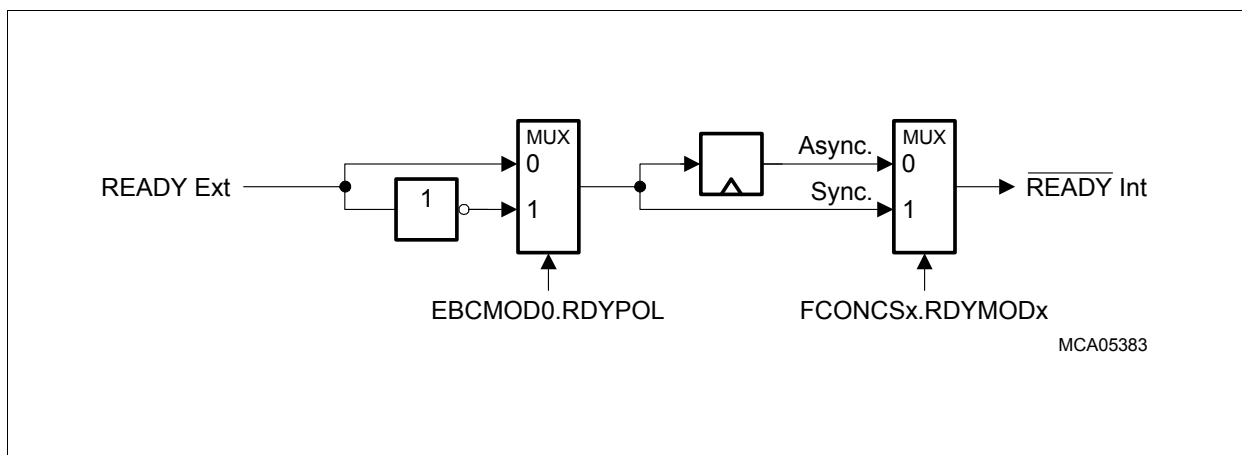 MUX
MUX
0
Async.
0
READY Ext
1
1
Sync.
1
READY Int
EBCMOD0.RDYPOL
FCONCSx.RDYMODx
MCA05383